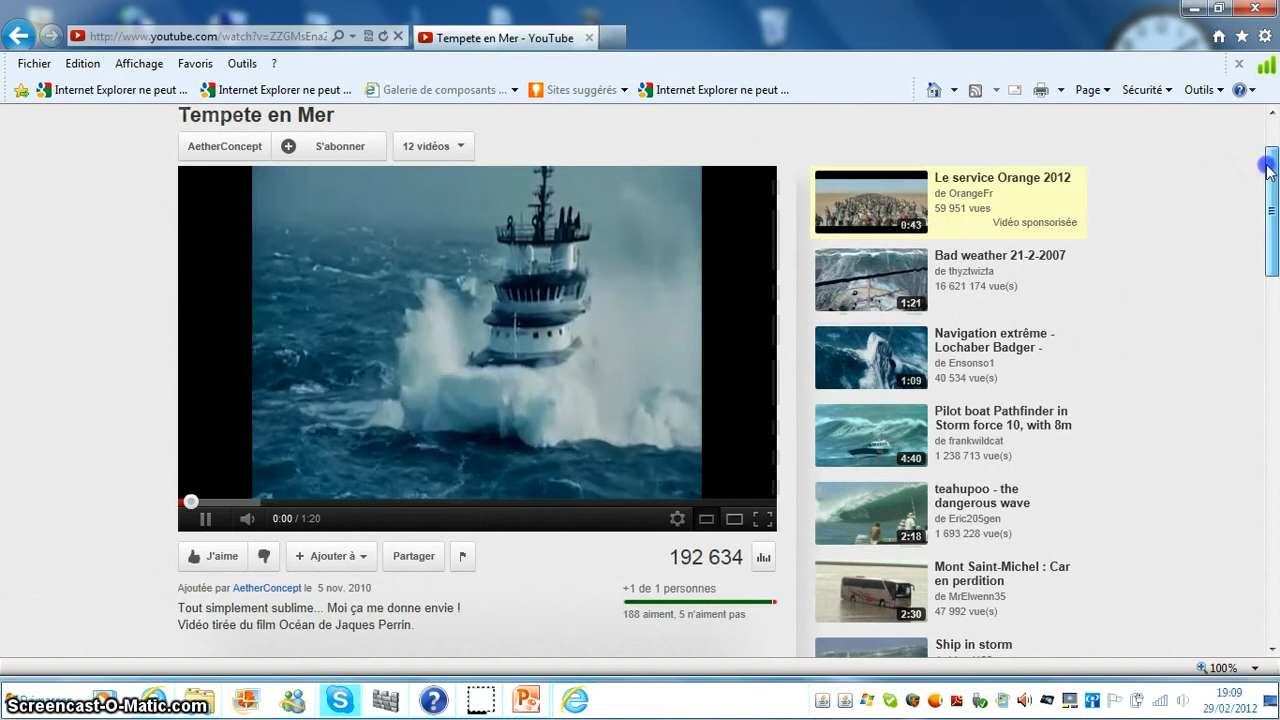 http://www.youtube.com/watch?v=ZZGMsEna2
Tempete en Mer - YouTube
Fichier Edition Affichage Favoris Outils ?
Internet Explorer ne peut ... Internet Explorer ne peut ... Galerie de composants ... Sites suggérés Internet Explorer ne peut ... Page Sécurité Outils
Tempete en Mer
AetherConcept S'abonner 12 vidéos
Le service Orange 2012
de OrangeFr
59 951 vues
Vidéo sponsorisée
0:43
Bad weather 21-2-2007
de thyztwizta
16 621 174 vue(s)
1:21
Navigation extrême -
Lochaber Badger -
de Ensonso1
40 534 vue(s)
1:09
Pilot boat Pathfinder in
Storm force 10, with 8m
de frankwildcat
1 238 713 vue(s)
4:40
teahupoo - the
dangerous wave
de Eric205gen
1 693 228 vue(s)
2:18
Mont Saint-Michel : Car
en perdition
de MrElwenn35
47 992 vue(s)
2:30
Ship in storm
0:00 / 1:20
J'aime + Ajouter à Partager 192 634
Ajoutée par AetherConcept le 5 nov. 2010
+1 de 1 personnes
Tout simplement sublime... Moi ça me donne envie !
188 aiment, 5 n'aiment pas
Vidéo tirée du film Océan de Jaques Perrin.
100%
Screencast-O-Matic.com
19:09
29/02/2012